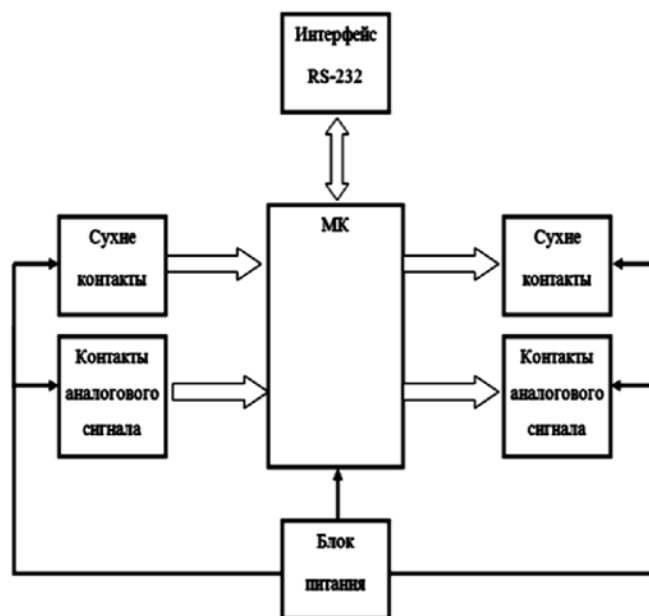 Интерфейс
RS-232
МК
Сухие
контакты
Сухие
контакты
Контакты
аналогового
сигнала
Контакты
аналогового
сигнала
Блок
питания